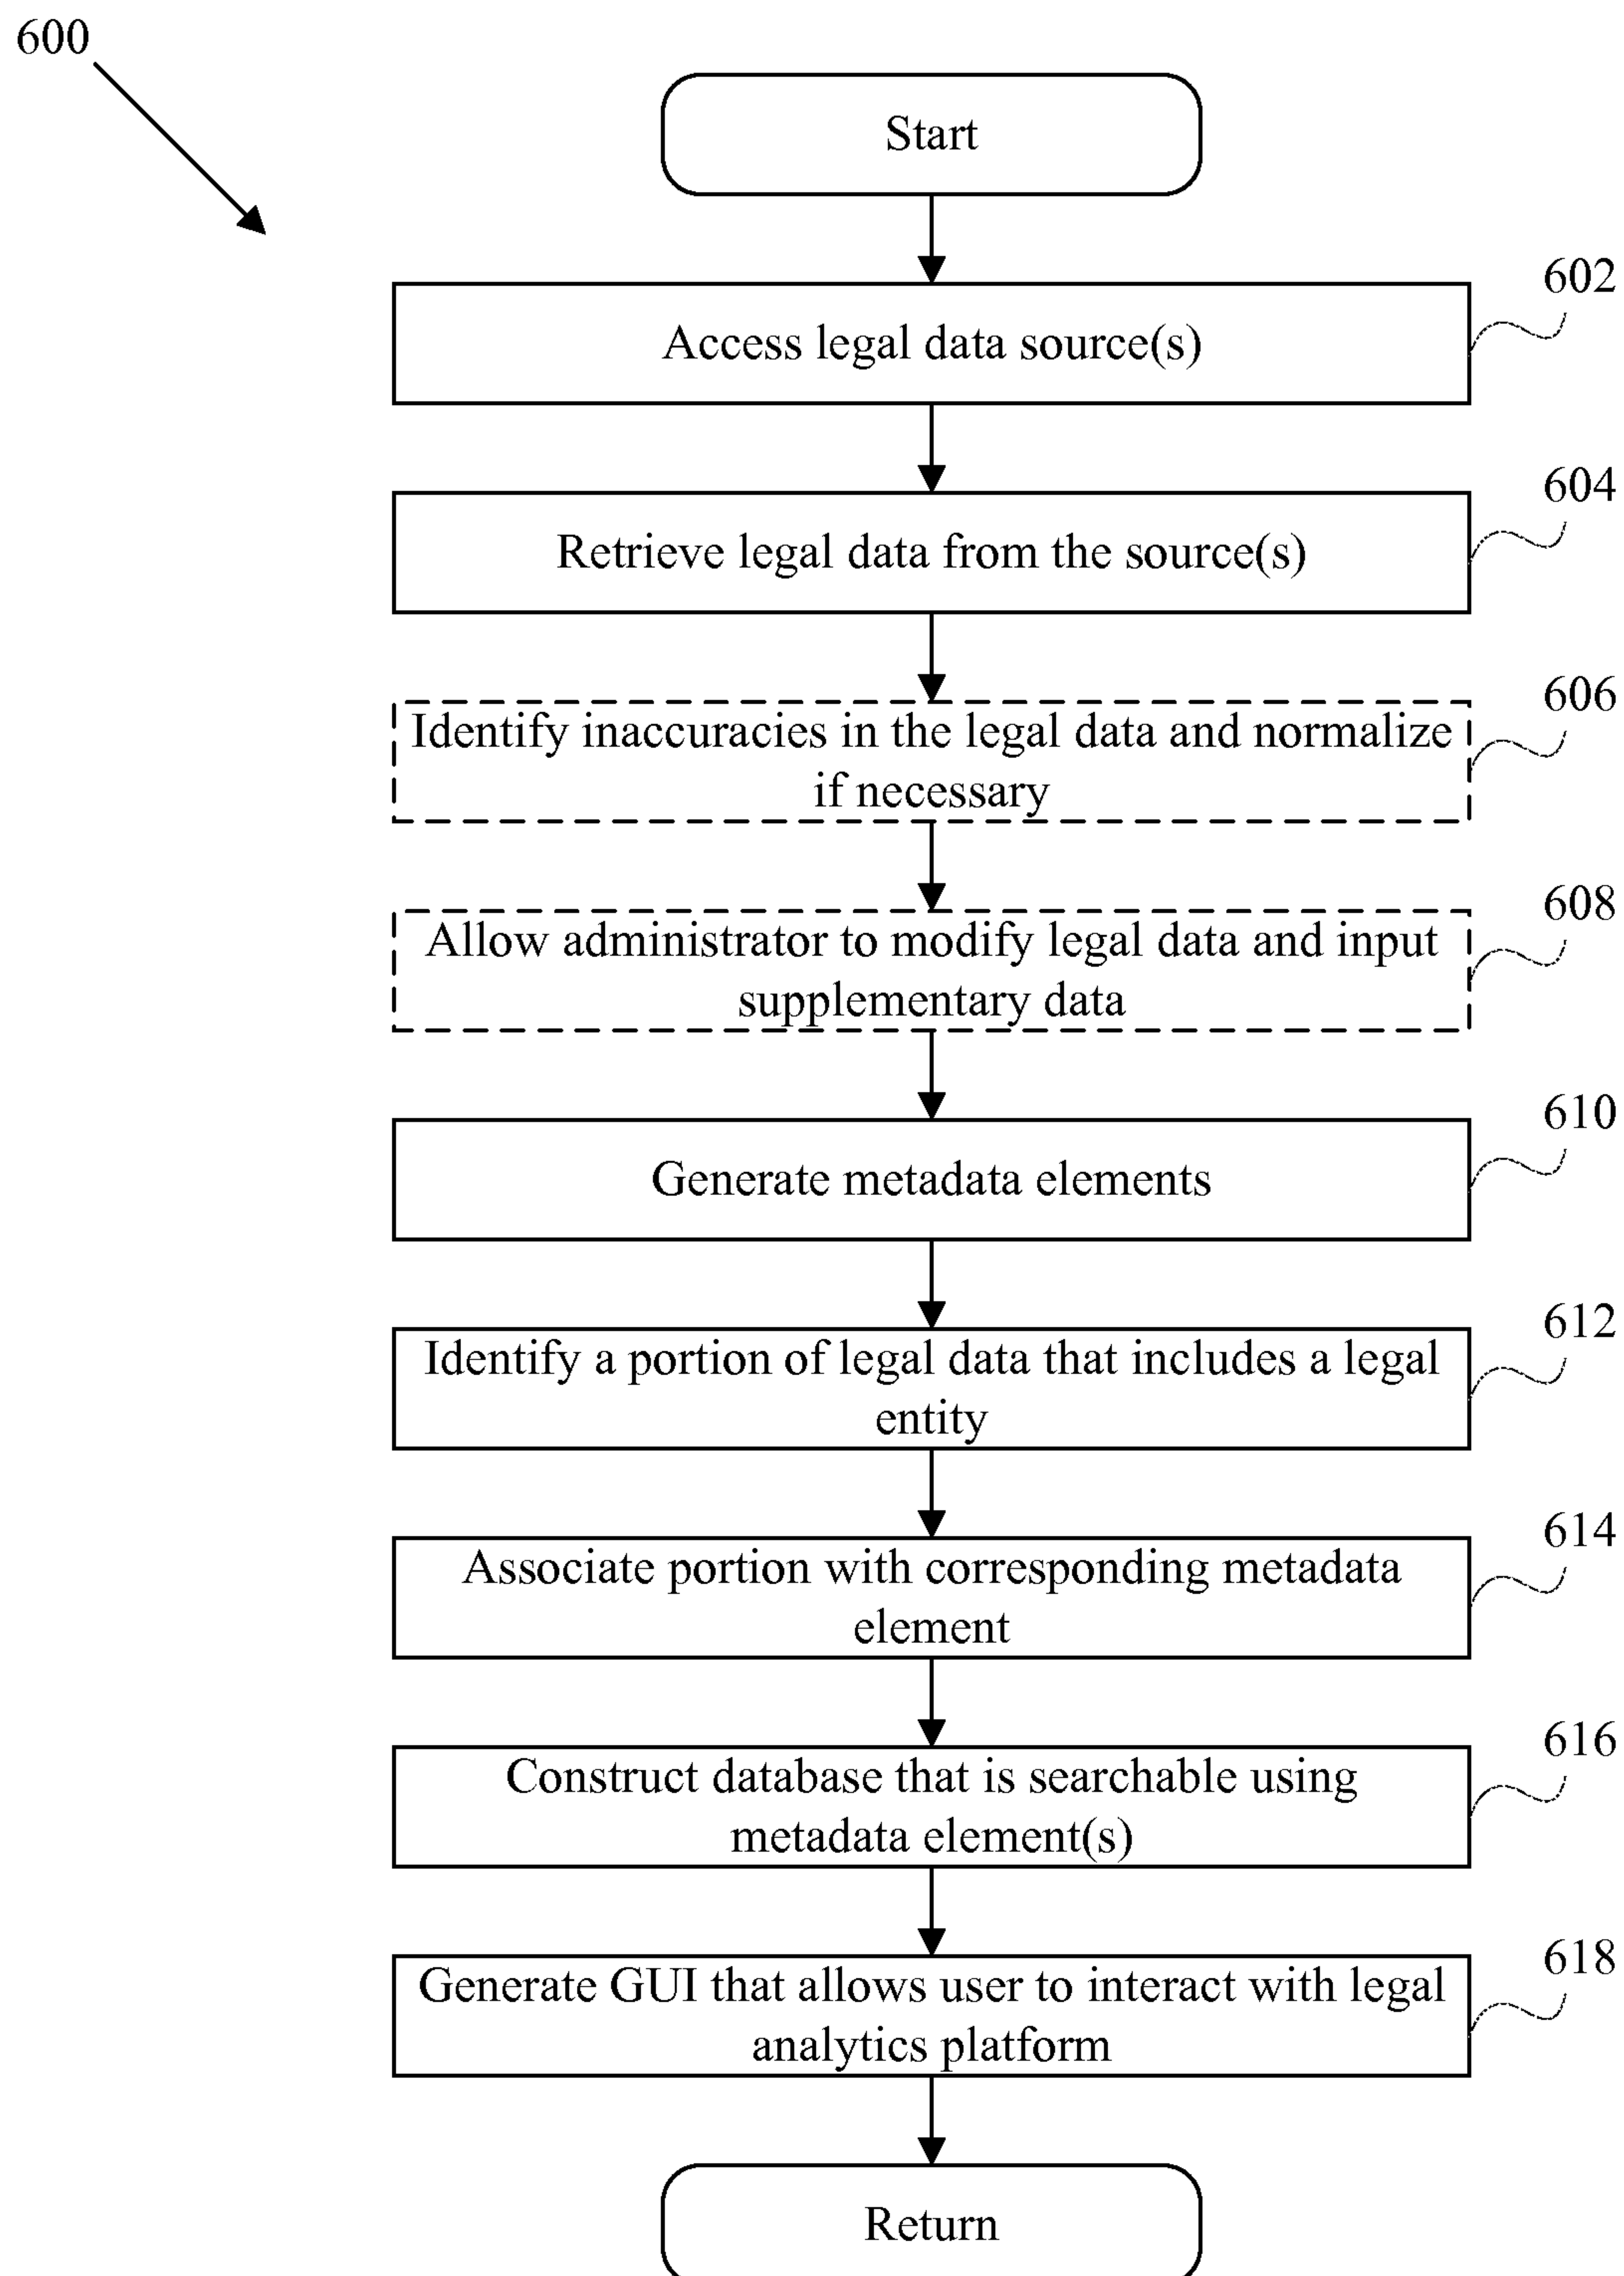 600
Start
602
Access legal data source(s)
604
Retrieve legal data from the source(s)
606
Identify inaccuracies in the legal data and normalize
if necessary
608
Allow administrator to modify legal data and input
supplementary data
610
Generate metadata elements
612
Identify a portion of legal data that includes a legal
entity
614
Associate portion with corresponding metadata
element
616
Construct database that is searchable using
metadata element(s)
618
Generate GUI that allows user to interact with legal
analytics platform
Return